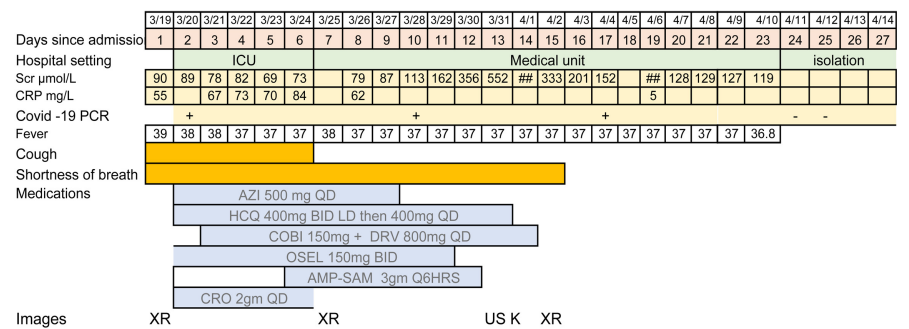 3/19 3/20 3/21 3/22 3/23 3/24 3/25 3/26 3/27 3/28 3/29 3/30 3/31 4/1 4/2 4/3 4/4 4/5 4/6 4/7 4/8 4/9 4/10 4/11 4/12 4/13 4/14
Days since admissio 1 2 3 4 5 6 7 8 9 10 11 12 13 14 15 16 17 18 19 20 21 22 23 24 25 26 27
Hospital setting ICU Medical unit isolation
Scr µmol/L 90 89 78 82 69 73 79 87 113 162 356 552 ## 333 201 152 ## 128 129 127 119
CRP mg/L 55 67 73 70 84 62 5
Covid -19 PCR + + + - -
Fever 39 38 38 37 37 37 38 37 37 37 37 37 37 37 37 37 37 37 37 37 37 37 36.8
Cough
Shortness of breath
Medications AZI 500 mg QD
HCQ 400mg BID LD then 400mg QD
COBI 150mg + DRV 800mg QD
OSEL 150mg BID
AMP-SAM 3gm Q6HRS
CRO 2gm QD
Images XR XR US K XR